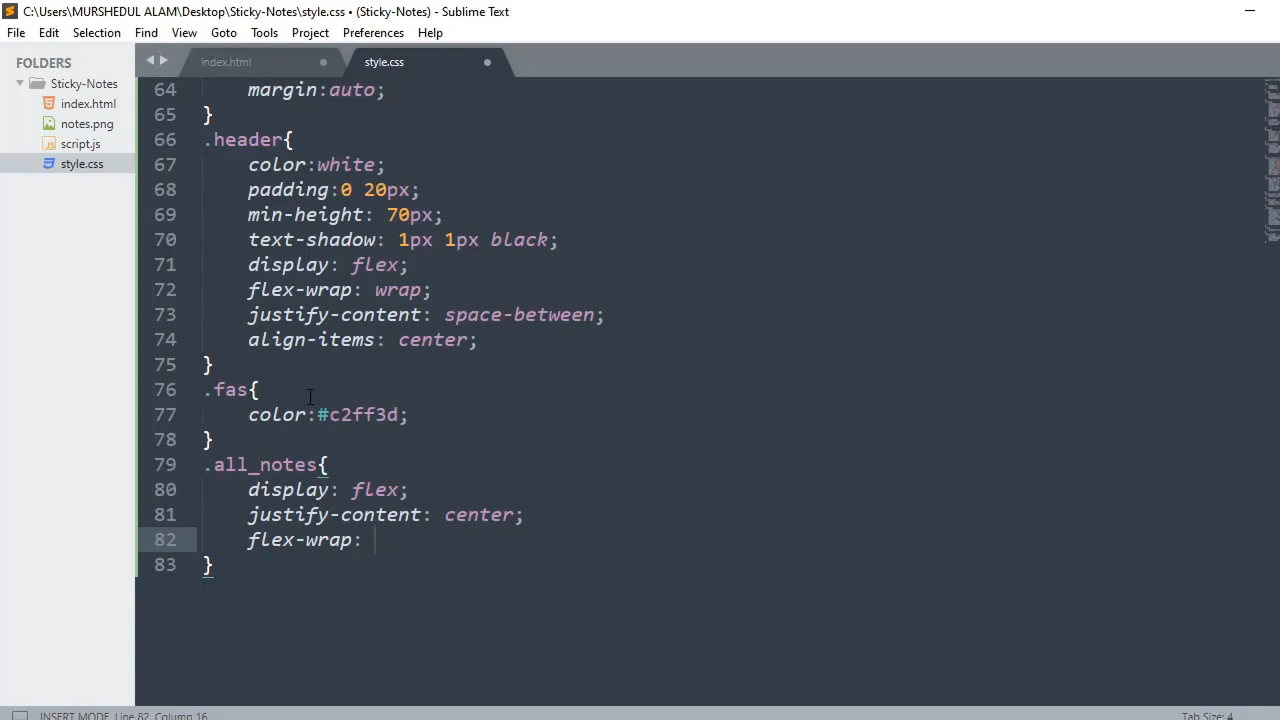 C:\Users\MURSHEDUL ALAM\Desktop\Sticky-Notes\style.css • (Sticky-Notes) - Sublime Text
File Edit Selection Find View Goto Tools Project Preferences Help
FOLDERS
Sticky-Notes
index.html
notes.png
script.js
style.css
index.html
style.css
64 margin:auto;
65 }
66 .header{
67 color:white;
68 padding:0 20px;
69 min-height: 70px;
70 text-shadow: 1px 1px black;
71 display: flex;
72 flex-wrap: wrap;
73 justify-content: space-between;
74 align-items: center;
75 }
76 .fas{
77 color:#c2ff3d;
78 }
79 .all_notes{
80 display: flex;
81 justify-content: center;
82 flex-wrap:
83 }
INSERT MODE, Line 82, Column 16
Tab Size: 4